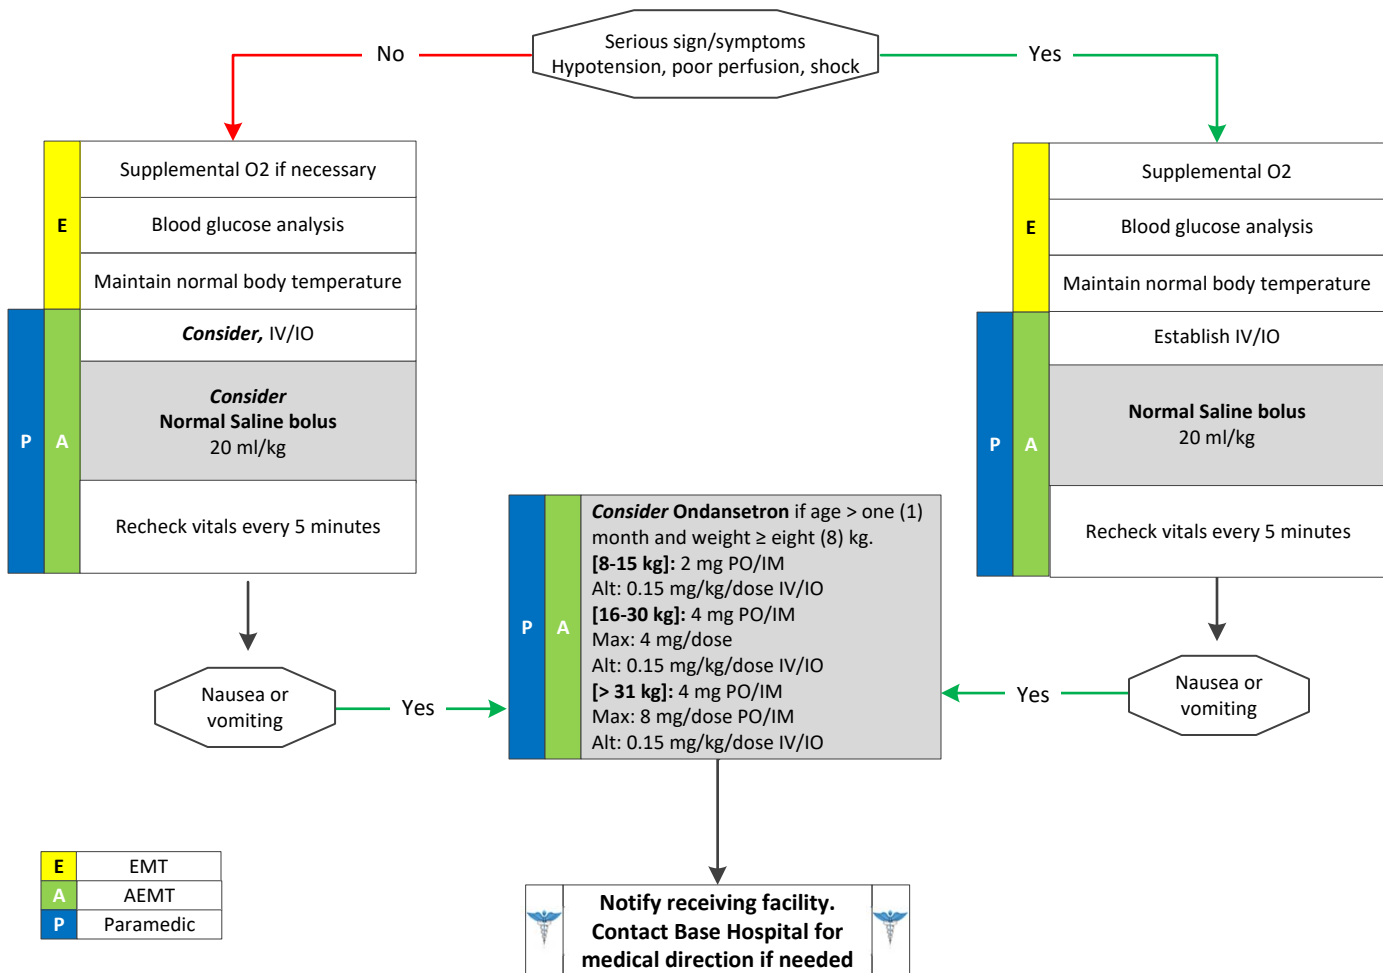 Serious sign/symptoms
Hypotension, poor perfusion, shock
No
Yes
E
Supplemental O2 if necessary
Blood glucose analysis
Maintain normal body temperature
P
A
Consider, IV/IO
Consider
Normal Saline bolus
20 ml/kg
Recheck vitals every 5 minutes
Nausea or
vomiting
Yes
E
Supplemental O2
Blood glucose analysis
Maintain normal body temperature
P
A
Establish IV/IO
Normal Saline bolus
20 ml/kg
Recheck vitals every 5 minutes
Nausea or
vomiting
Yes
P
A
Consider Ondansetron if age > one (1)
month and weight ≥ eight (8) kg.
[8-15 kg]: 2 mg PO/IM
Alt: 0.15 mg/kg/dose IV/IO
[16-30 kg]: 4 mg PO/IM
Max: 4 mg/dose
Alt: 0.15 mg/kg/dose IV/IO
[> 31 kg]: 4 mg PO/IM
Max: 8 mg/dose PO/IM
Alt: 0.15 mg/kg/dose IV/IO
E EMT
A AEMT
P Paramedic
Notify receiving facility.
Contact Base Hospital for
medical direction if needed